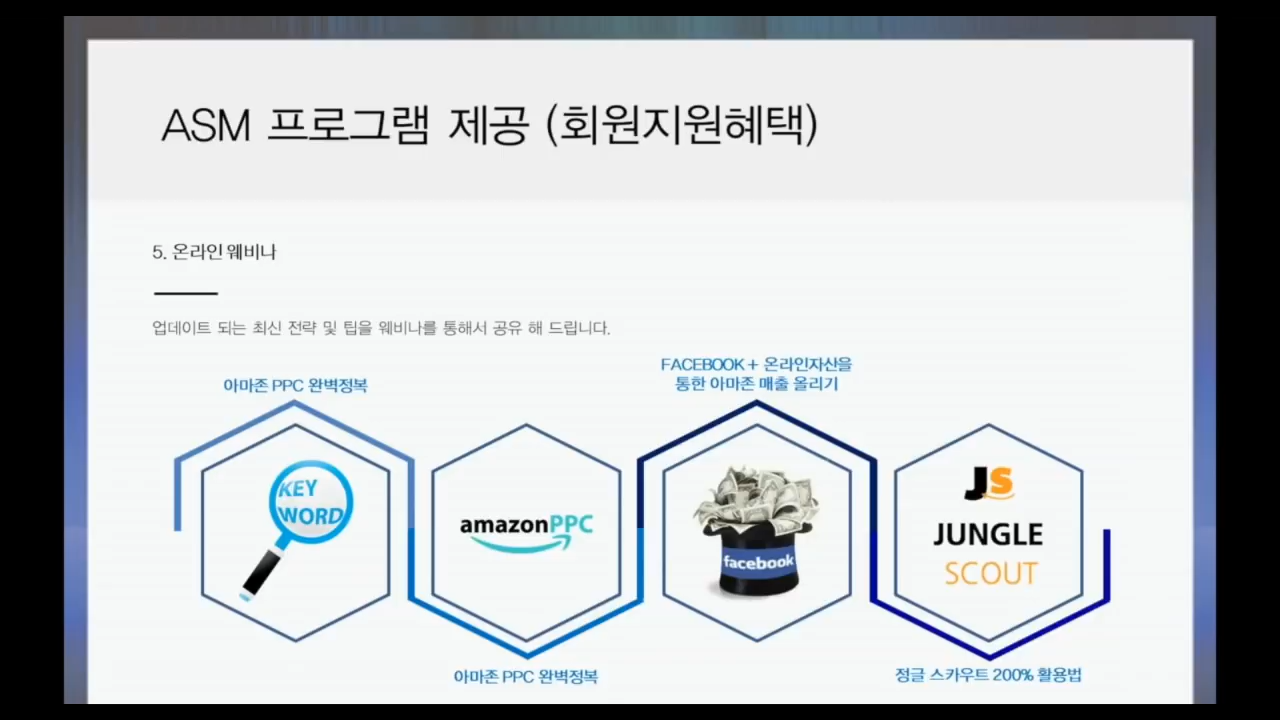 ASM 프로그램 제공 (회원지원혜택)
5. 온라인 웨비나
업데이트 되는 최신 전략 및 팁을 웨비나를 통해서 공유 해 드립니다.
아마존 PPC 완벽정복
FACEBOOK + 온라인자산을
통한 아마존 매출 올리기
KEY
WORD
amazonPPC
facebook
JS
JUNGLE
SCOUT
아마존 PPC 완벽정복
정글 스카우트 200% 활용법